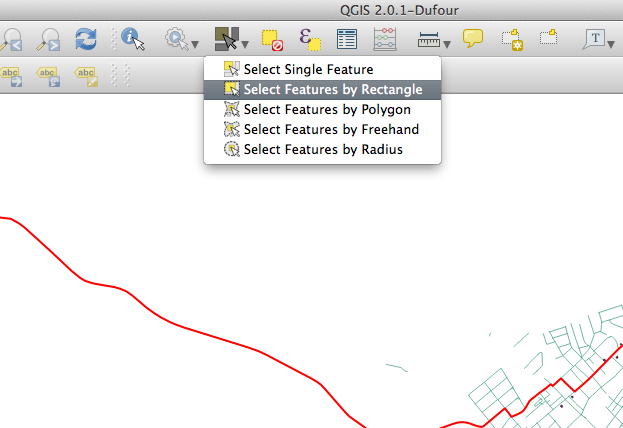 QGIS 2.0.1-Dufour
i
ε
T
abc
abc
abc
Select Single Feature
Select Features by Rectangle
Select Features by Polygon
Select Features by Freehand
Select Features by Radius